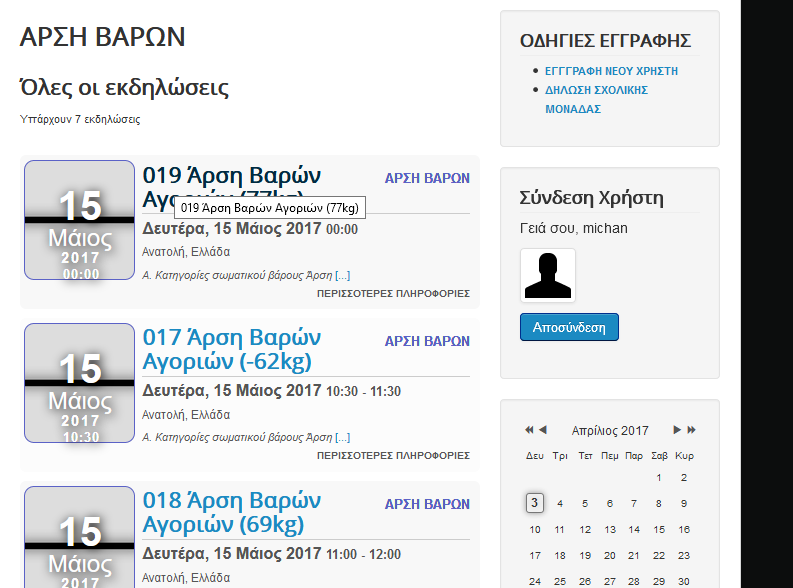 ΑΡΣΗ ΒΑΡΩΝ
Όλες οι εκδηλώσεις
Υπάρχουν 7 εκδηλώσεις
15
Μάιος
2017
00:00
019 Άρση Βαρών
Αγοριών (77kg)
ΑΡΣΗ ΒΑΡΩΝ
019 Άρση Βαρών Αγοριών (77kg)
Δευτέρα, 15 Μάιος 2017 00:00
Ανατολή, Ελλάδα
Α. Κατηγορίες σωματικού βάρους Άρση [...]
ΠΕΡΙΣΣΟΤΕΡΕΣ ΠΛΗΡΟΦΟΡΙΕΣ
15
Μάιος
2017
10:30
017 Άρση Βαρών
Αγοριών (-62kg)
ΑΡΣΗ ΒΑΡΩΝ
Δευτέρα, 15 Μάιος 2017 10:30 - 11:30
Ανατολή, Ελλάδα
Α. Κατηγορίες σωματικού βάρους Άρση [...]
ΠΕΡΙΣΣΟΤΕΡΕΣ ΠΛΗΡΟΦΟΡΙΕΣ
15
Μάιος
2017
018 Άρση Βαρών
Αγοριών (69kg)
ΑΡΣΗ ΒΑΡΩΝ
Δευτέρα, 15 Μάιος 2017 11:00 - 12:00
Ανατολή, Ελλάδα
ΟΔΗΓΙΕΣ ΕΓΓΡΑΦΗΣ
ΕΓΓΓΡΑΦΗ ΝΕΟΥ ΧΡΗΣΤΗ
ΔΗΛΩΣΗ ΣΧΟΛΙΚΗΣ
ΜΟΝΑΔΑΣ
Σύνδεση Χρήστη
Γειά σου, michan
Αποσύνδεση
Απρίλιος 2017
Δευ Τρι Τετ Πεμ Παρ Σαβ Κυρ
1 2
3 4 5 6 7 8 9
10 11 12 13 14 15 16
17 18 19 20 21 22 23
24 25 26 27 28 29 30